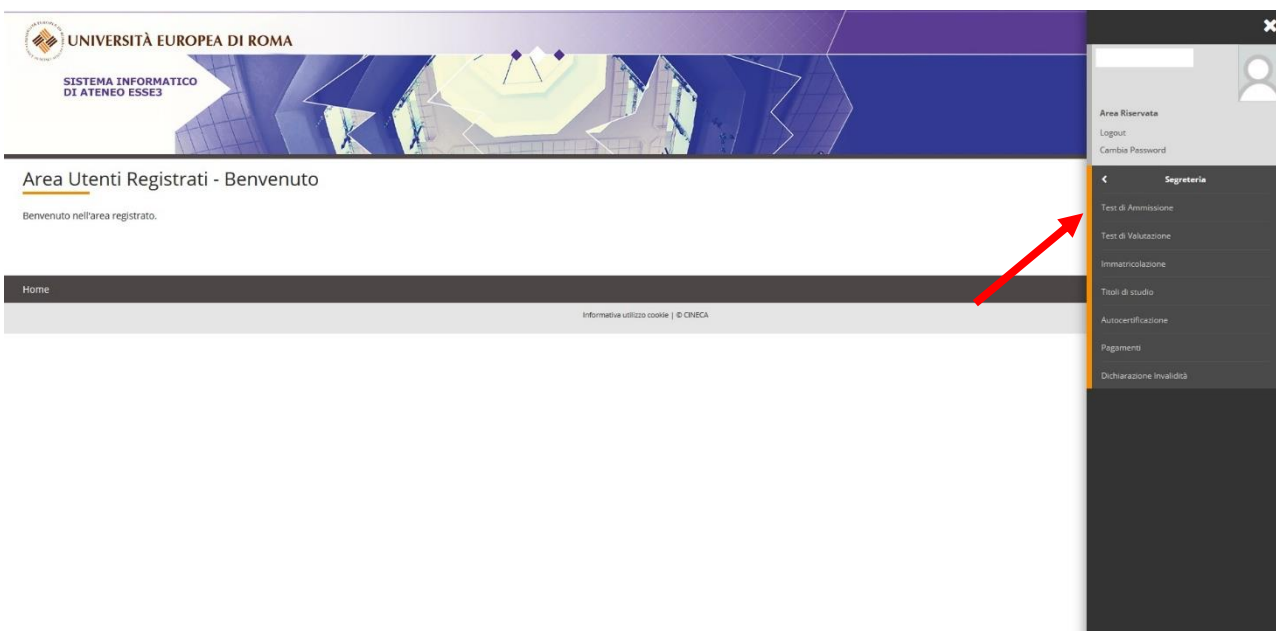 UNIVERSITÀ EUROPEA DI ROMA
SISTEMA INFORMATICO
DI ATENEO ESSE3
Area Utenti Registrati - Benvenuto
Benvenuto nell'area registrato.
Home
Informativa utilizzo cookie | © CINECA
Area Riservata
Logout
Cambia Password
Segreteria
Test di Ammissione
Test di Valutazione
Immatricolazione
Titoli di studio
Autocertificazione
Pagamenti
Dichiarazione Invalidità